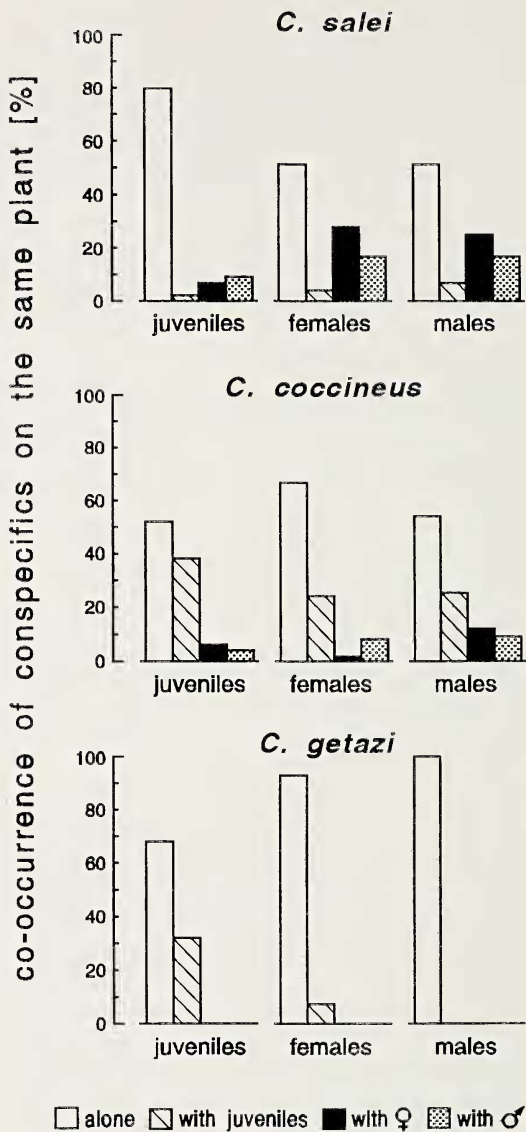 co-occurrence of conspecifics on the same plant [%]
C. salei
100
80
60
40
20
0
juveniles females males
C. coccineus
100
80
60
40
20
0
juveniles females males
C. getazi
100
80
60
40
20
0
juveniles females males
alone with juveniles with ♀ with ♂